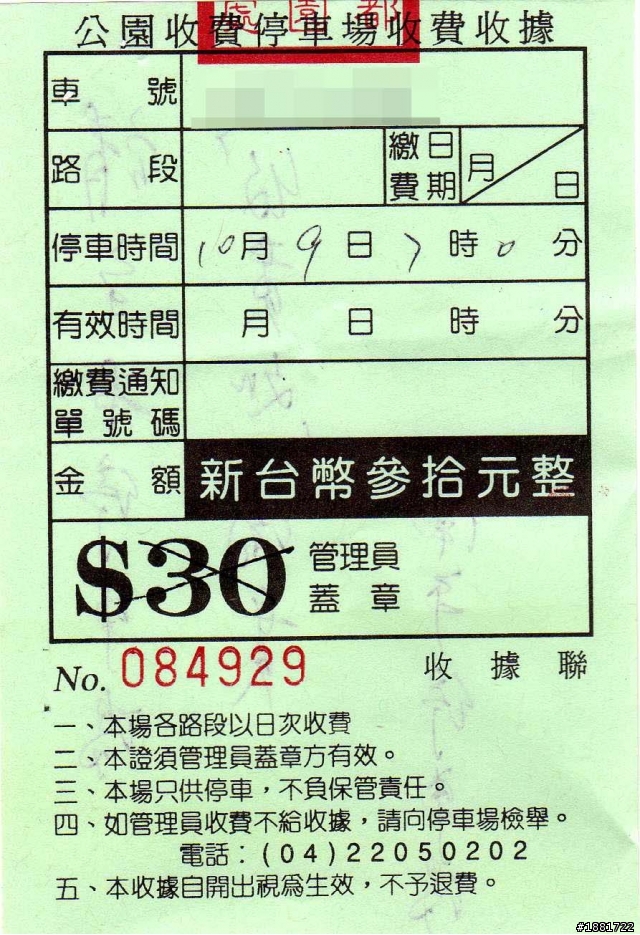 都園處
公園收費停車場收費收據
車號
路段 繳費日期 月 日
停車時間 10月9日7時0分
有效時間 月 日 時 分
繳費通知單號碼
金額 新台幣參拾元整
$30 管理員蓋章
No. 084929 收據聯
一、本場各路段以日次收費
二、本證須管理員蓋章方有效。
三、本場只供停車，不負保管責任。
四、如管理員收費不給收據，請向停車場檢舉。
電話：(04)22050202
五、本收據自開出視為生效，不予退費。
#1881722